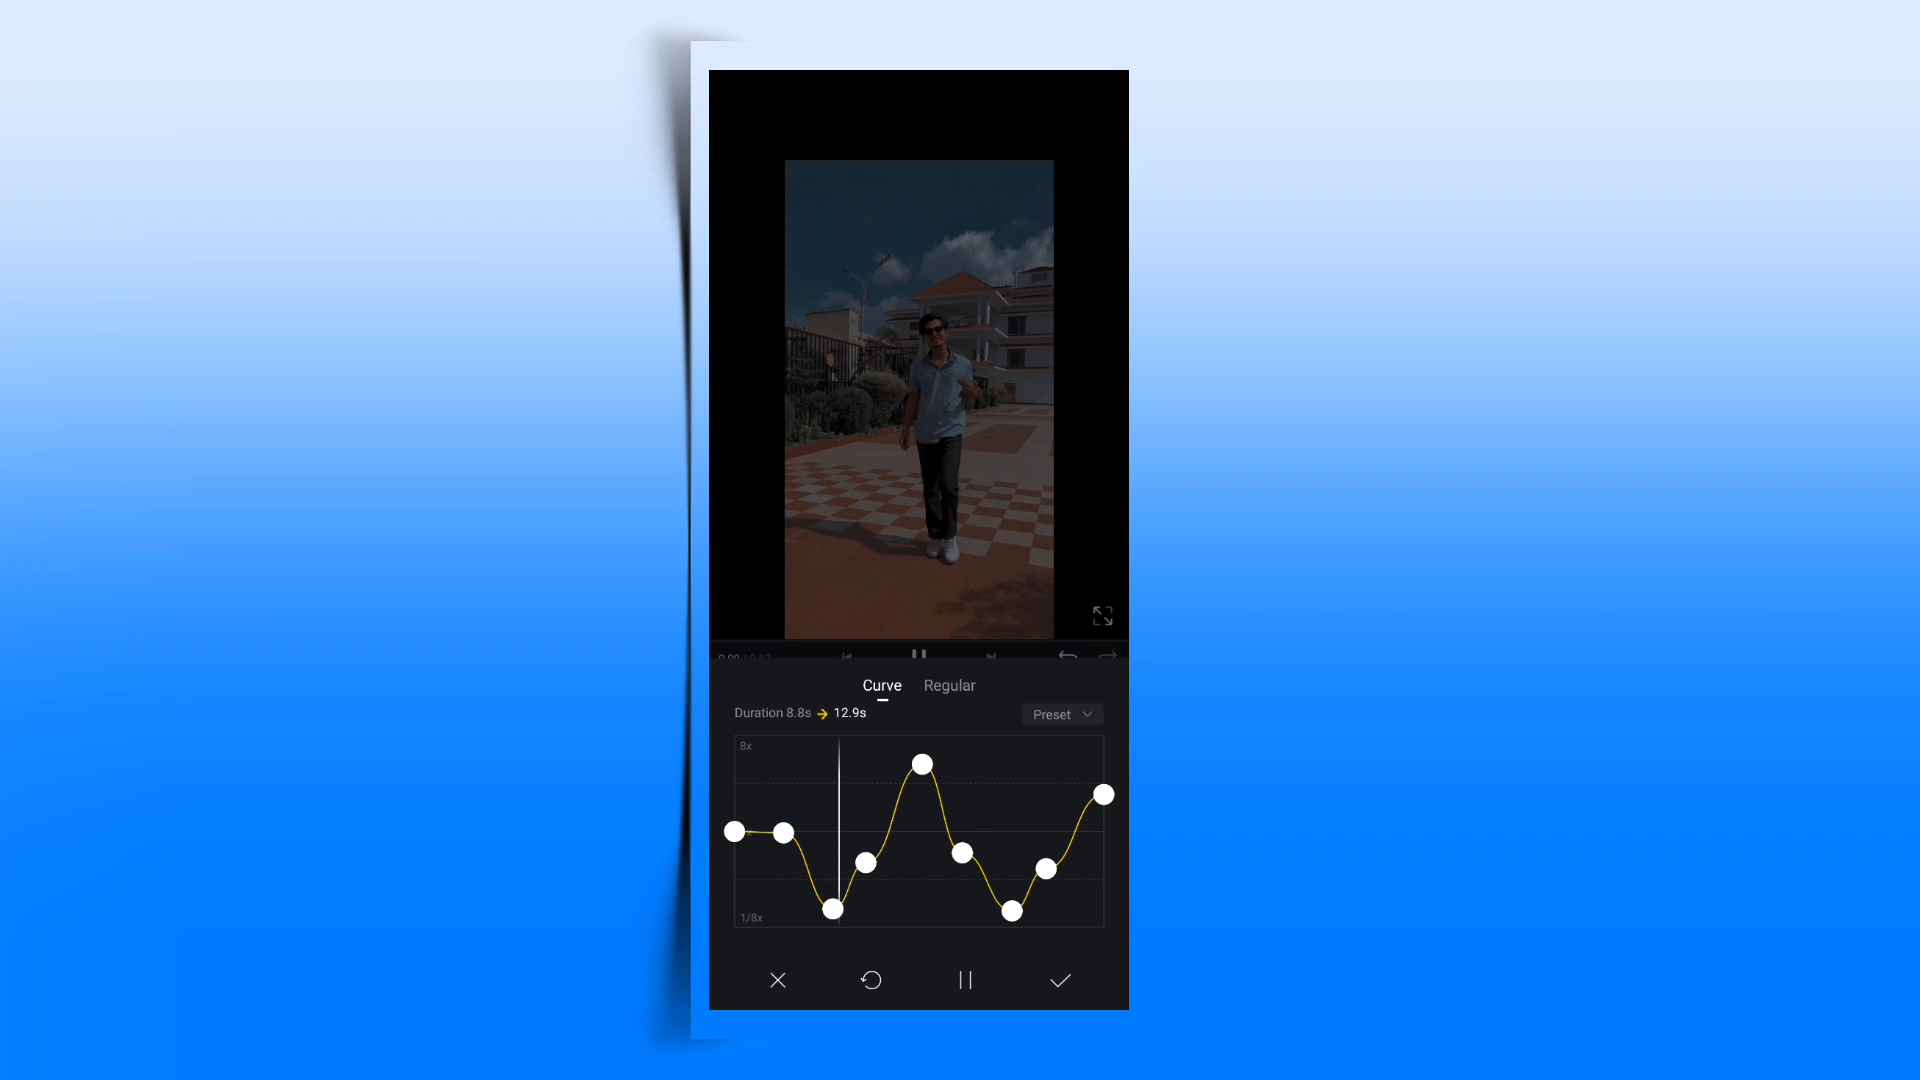 Curve Regular
Duration 8.8s → 12.9s Preset
8x
1/8x